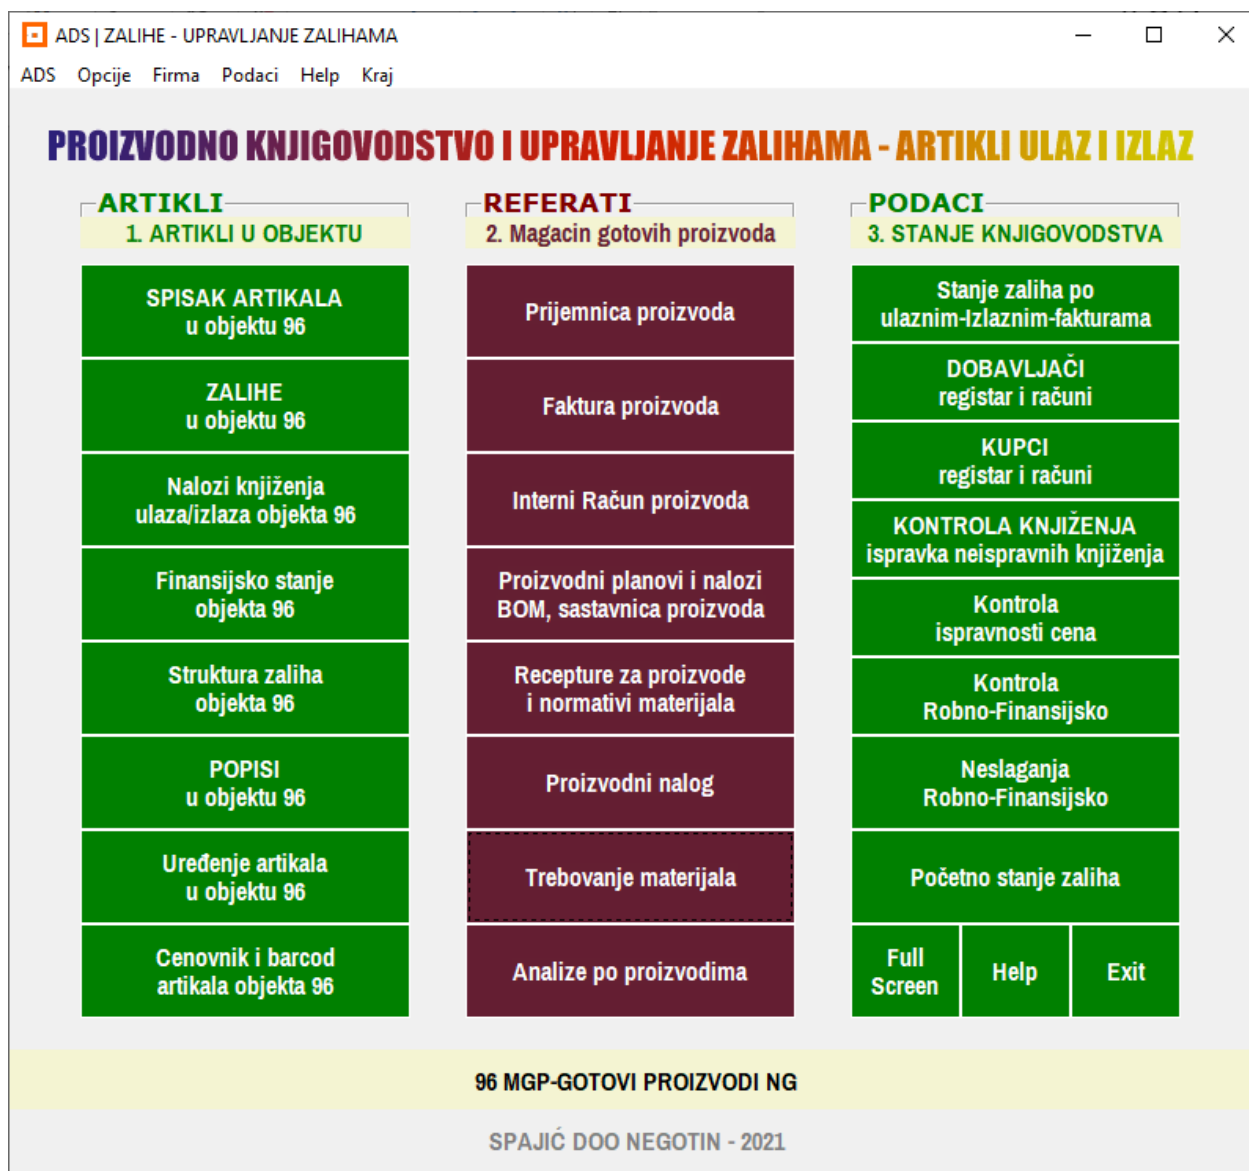 ADS | ZALIHE - UPRAVLJANJE ZALIHAMA
ADS Opcije Firma Podaci Help Kraj
PROIZVODNO KNJIGOVODSTVO I UPRAVLJANJE ZALIHAMA - ARTIKLI ULAZ I IZLAZ
ARTIKLI
1. ARTIKLI U OBJEKTU
SPISAK ARTIKALA
u objektu 96
ZALIHE
u objektu 96
Nalozi knjiženja
ulaza/izlaza objekta 96
Finansijsko stanje
objekta 96
Struktura zaliha
objekta 96
POPISI
u objektu 96
Uređenje artikala
u objektu 96
Cenovnik i barcod
artikala objekta 96
REFERATI
2. Magacin gotovih proizvoda
Prijemnica proizvoda
Faktura proizvoda
Interni Račun proizvoda
Proizvodni planovi i nalozi
BOM, sastavnica proizvoda
Recepture za proizvode
i normativi materijala
Proizvodni nalog
Trebovanje materijala
Analize po proizvodima
PODACI
3. STANJE KNJIGOVODSTVA
Stanje zaliha po
ulaznim-Izlaznim-fakturama
DOBAVLJAČI
registar i računi
KUPCI
registar i računi
KONTROLA KNJIŽENJA
ispravka neispravnih knjiženja
Kontrola
ispravnosti cena
Kontrola
Robno-Finansijsko
Neslaganja
Robno-Finansijsko
Početno stanje zaliha
Full
Screen
Help
Exit
96 MGP-GOTOVI PROIZVODI NG
SPAJIĆ DOO NEGOTIN - 2021